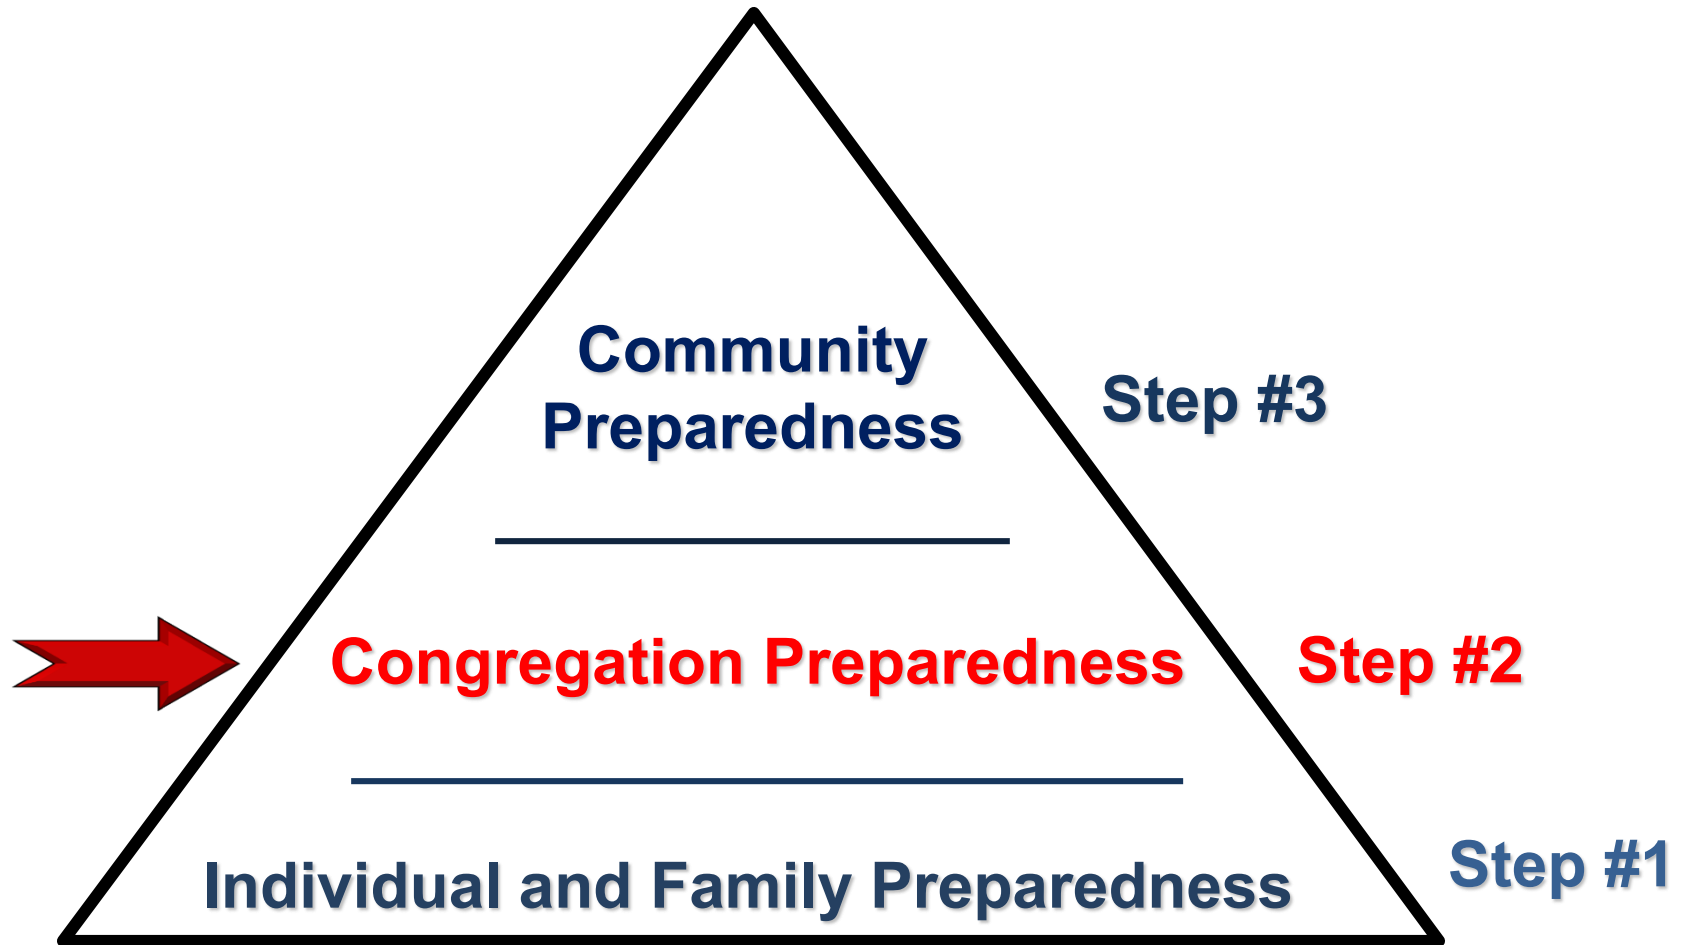 Community
Preparedness
Step #3
Congregation Preparedness
Step #2
Individual and Family Preparedness
Step #1